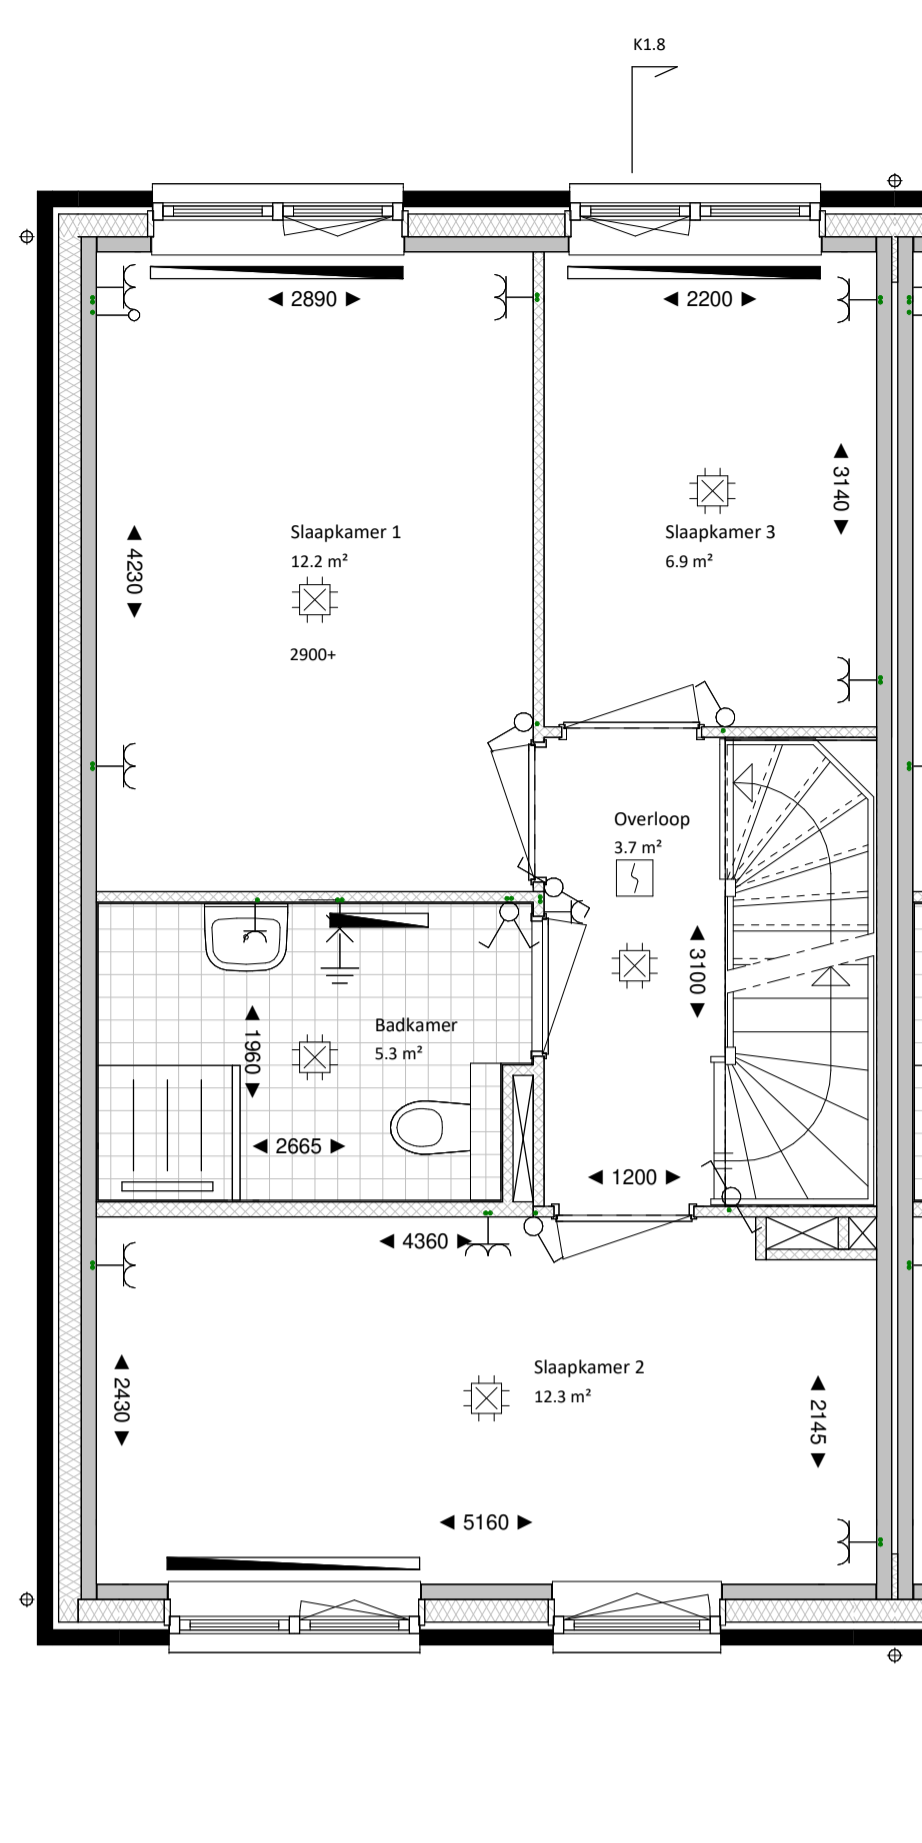 K1.8
2890
2200
3140
Slaapkamer 1
12.2 m²
Slaapkamer 3
6.9 m²
4230
2900+
Overloop
3.7 m²
3100
Badkamer
5.3 m²
1960
2665
1200
4360
Slaapkamer 2
12.3 m²
2430
2145
5160